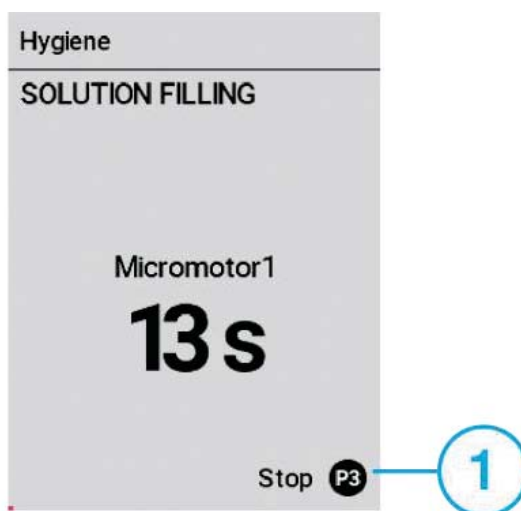 Hygiene
SOLUTION FILLING
Micromotor1
13 s
Stop P3
1